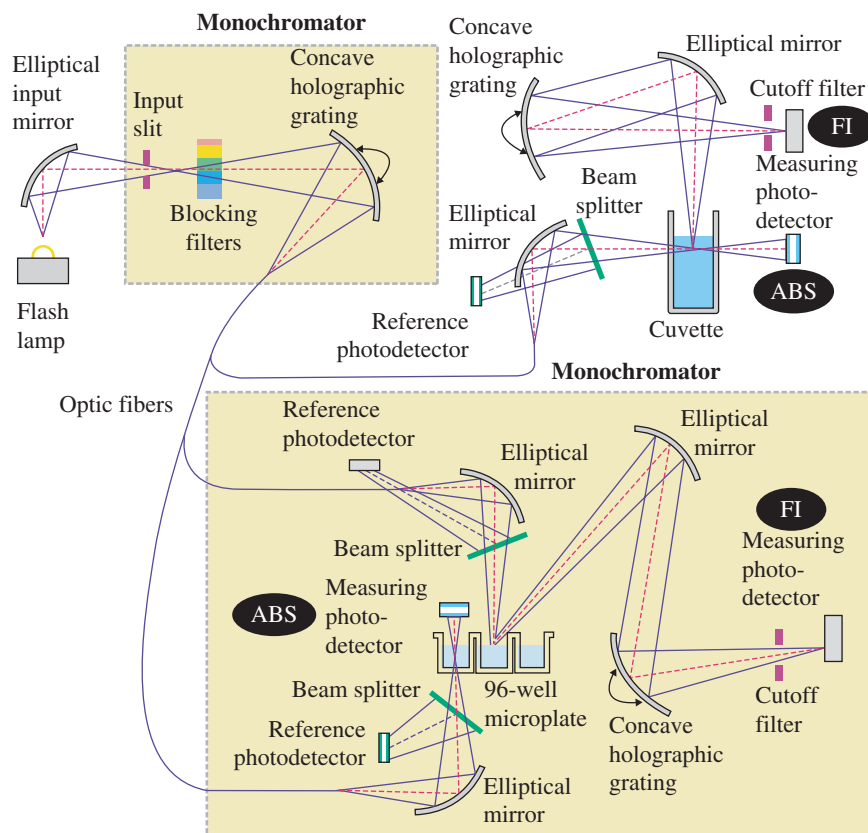 Monochromator
Elliptical
input
mirror
Input
slit
Concave
holographic
grating
Blocking
filters
Flash
lamp
Concave
holographic
grating
Elliptical mirror
Cutoff filter
FI
Measuring
photo-
detector
Elliptical
mirror
Beam
splitter
ABS
Reference
photodetector
Cuvette
Optic fibers
Monochromator
Reference
photodetector
Elliptical
mirror
Elliptical
mirror
Beam splitter
FI
Measuring
photo-
detector
ABS
Measuring
photo-
detector
Beam splitter
96-well
microplate
Cutoff
filter
Reference
photodetector
Concave
holographic
grating
Elliptical
mirror